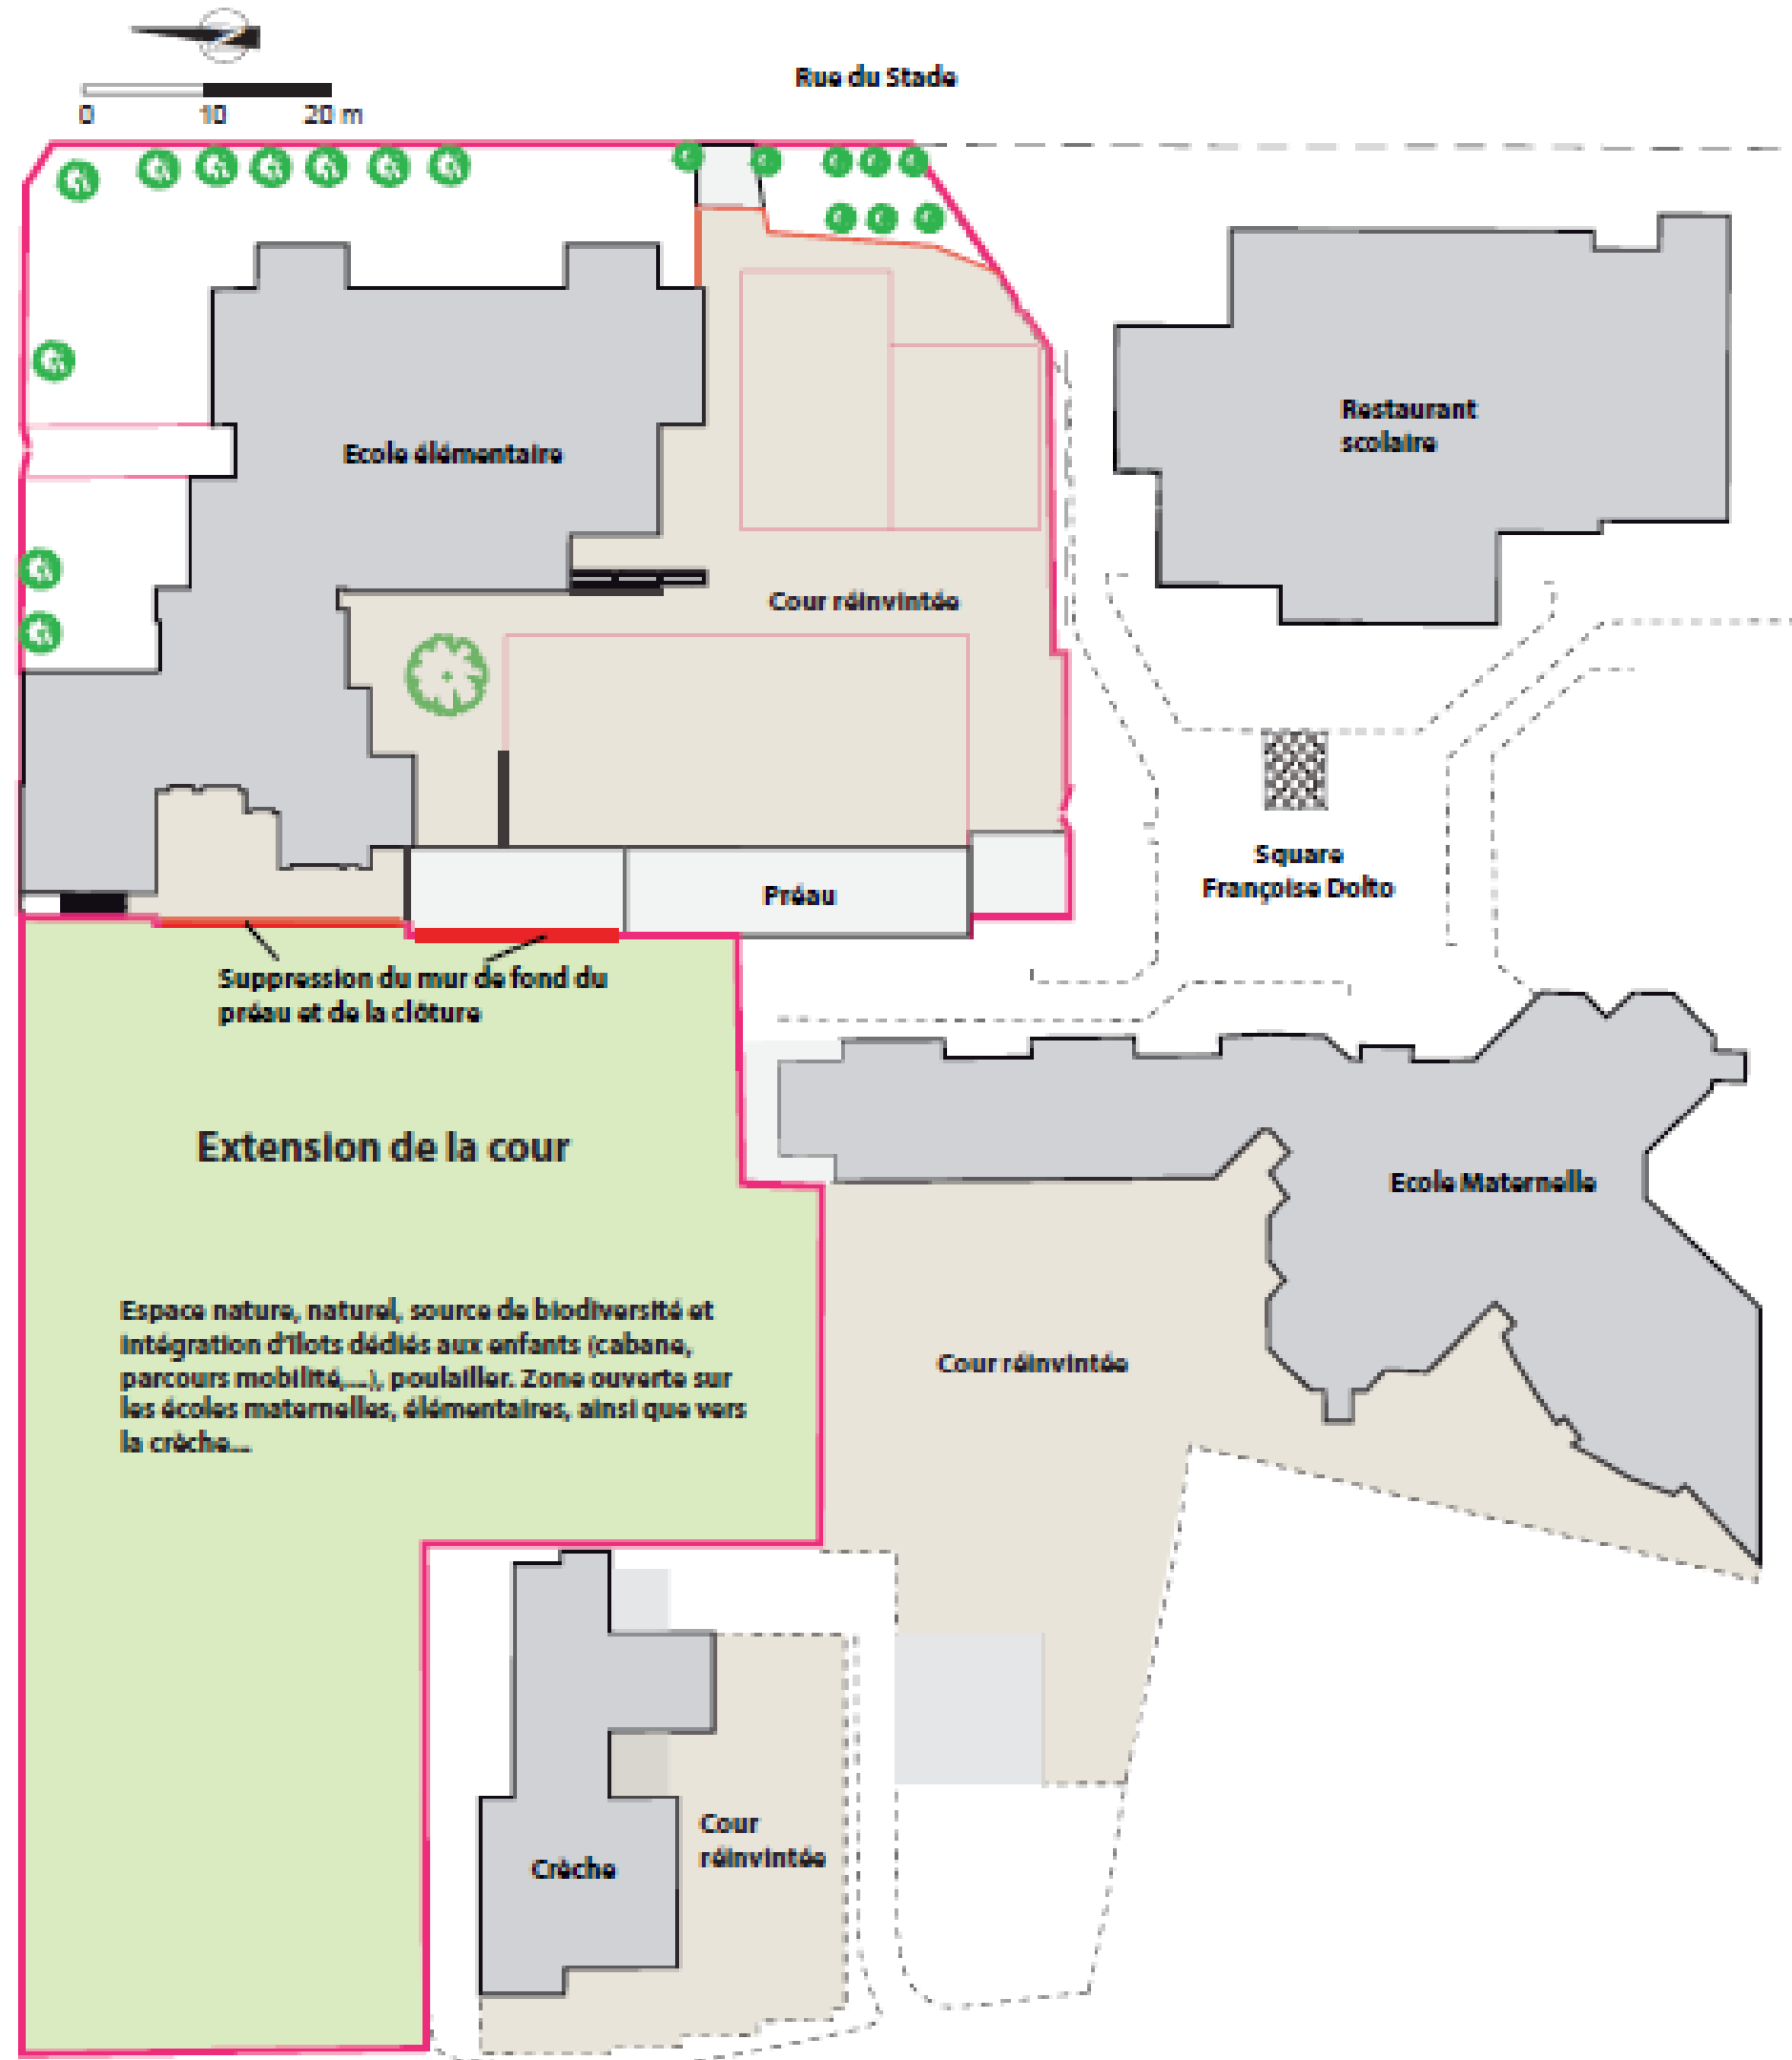 0 10 20 m
Rue du Stade
Restaurant
scolaire
Ecole élémentaire
Cour réinvintée
Square
Françoise Dolto
Préau
Suppression du mur de fond du
préau et de la clôture
Extension de la cour
Ecole Maternelle
Espace nature, naturel, source de biodiversité et
intégration d'îlots dédiés aux enfants (cabane,
parcours mobilité,...), poulailler. Zone ouverte sur
les écoles maternelles, élémentaires, ainsi que vers
la crèche...
Cour réinvintée
Cour
réinvintée
Crèche